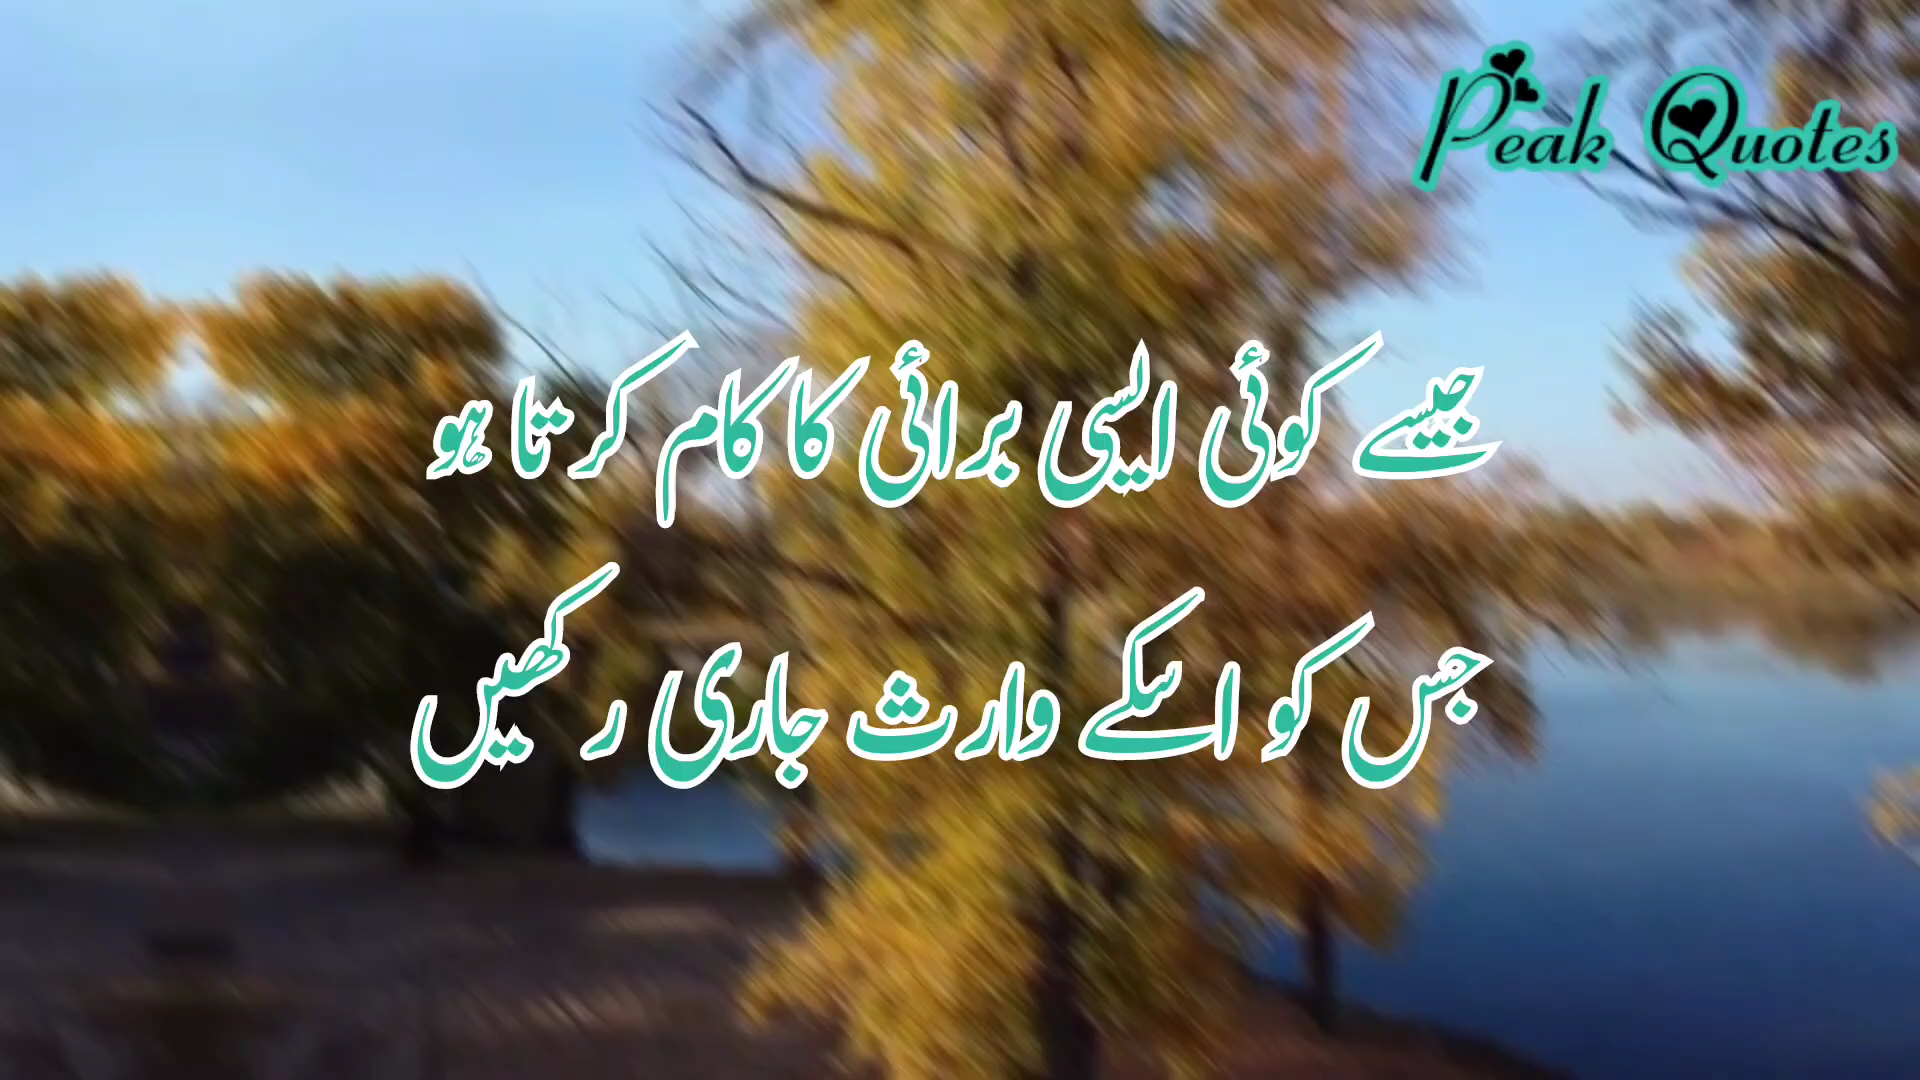 Peak Quotes
جیسے کوئی ایسی برائی کا کام کرتا ہو
جس کو اسکے وارث جاری رکھیں